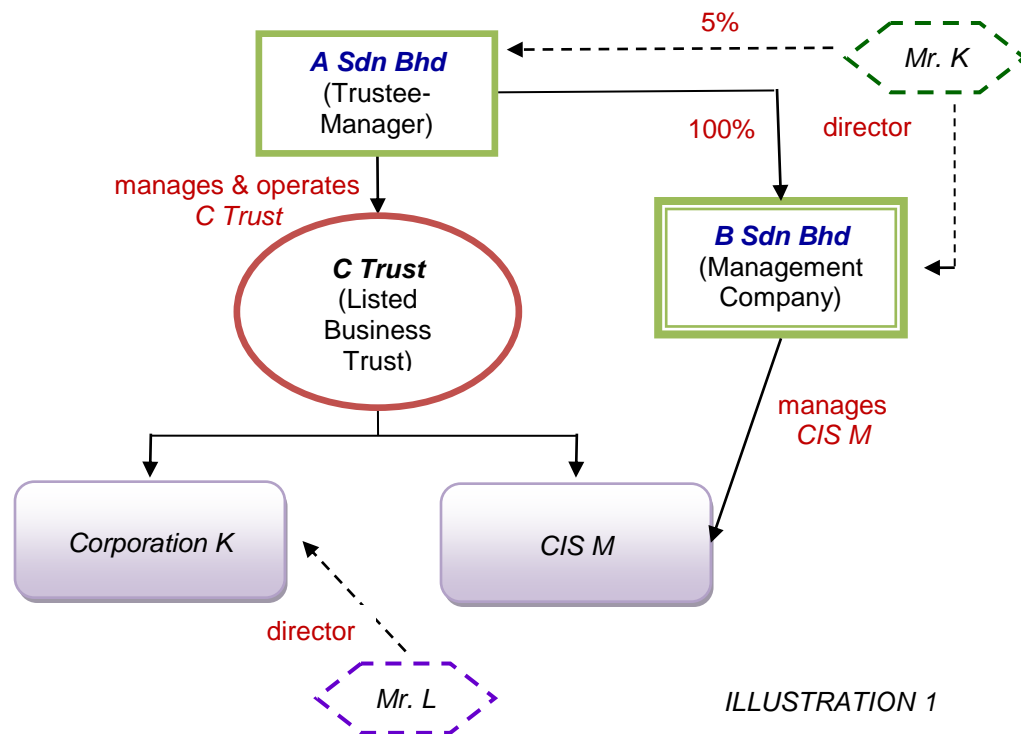 5%
A Sdn Bhd
(Trustee-
Manager)
Mr. K
100%
director
manages & operates
C Trust
B Sdn Bhd
(Management
Company)
C Trust
(Listed
Business
Trust)
manages
CIS M
Corporation K
CIS M
director
Mr. L
ILLUSTRATION 1